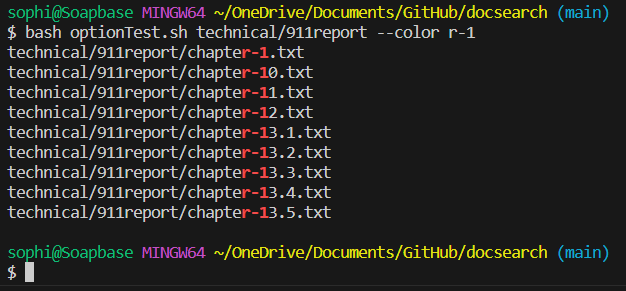 sophi@Soapbase MINGW64 ~/OneDrive/Documents/GitHub/docsearch (main)
$ bash optionTest.sh technical/911report --color r-1
technical/911report/chapter-1.txt
technical/911report/chapter-10.txt
technical/911report/chapter-11.txt
technical/911report/chapter-12.txt
technical/911report/chapter-13.1.txt
technical/911report/chapter-13.2.txt
technical/911report/chapter-13.3.txt
technical/911report/chapter-13.4.txt
technical/911report/chapter-13.5.txt
sophi@Soapbase MINGW64 ~/OneDrive/Documents/GitHub/docsearch (main)
$